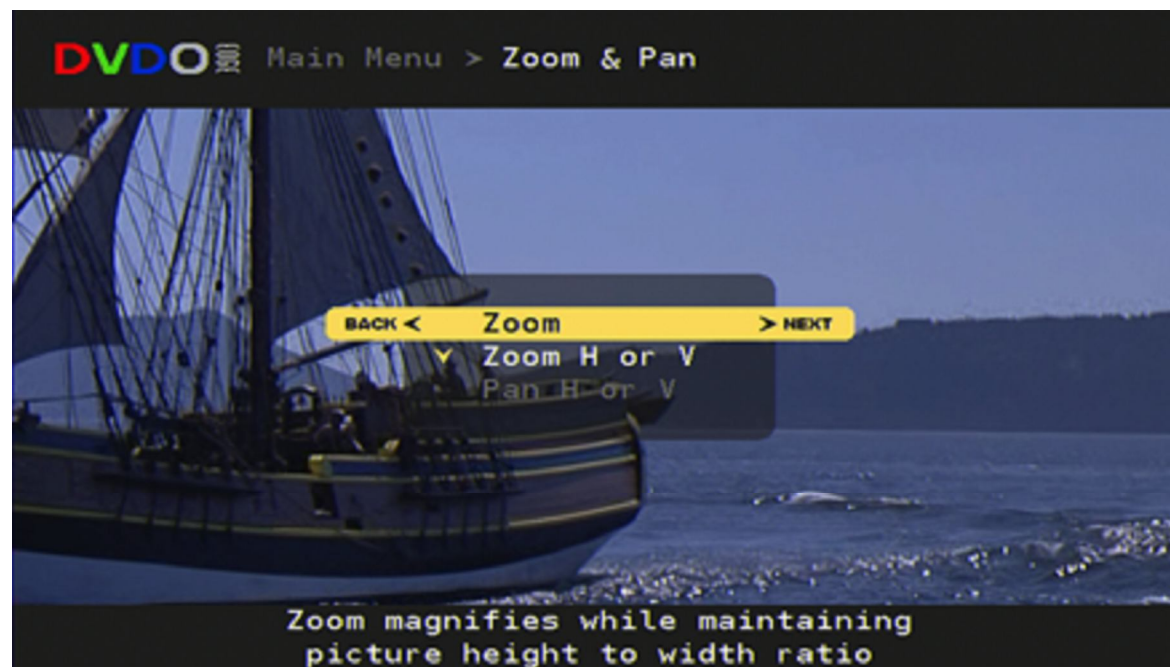 DVDO EDGE Main Menu > Zoom & Pan
BACK < Zoom > NEXT
Zoom H or V
Pan H or V
Zoom magnifies while maintaining
picture height to width ratio